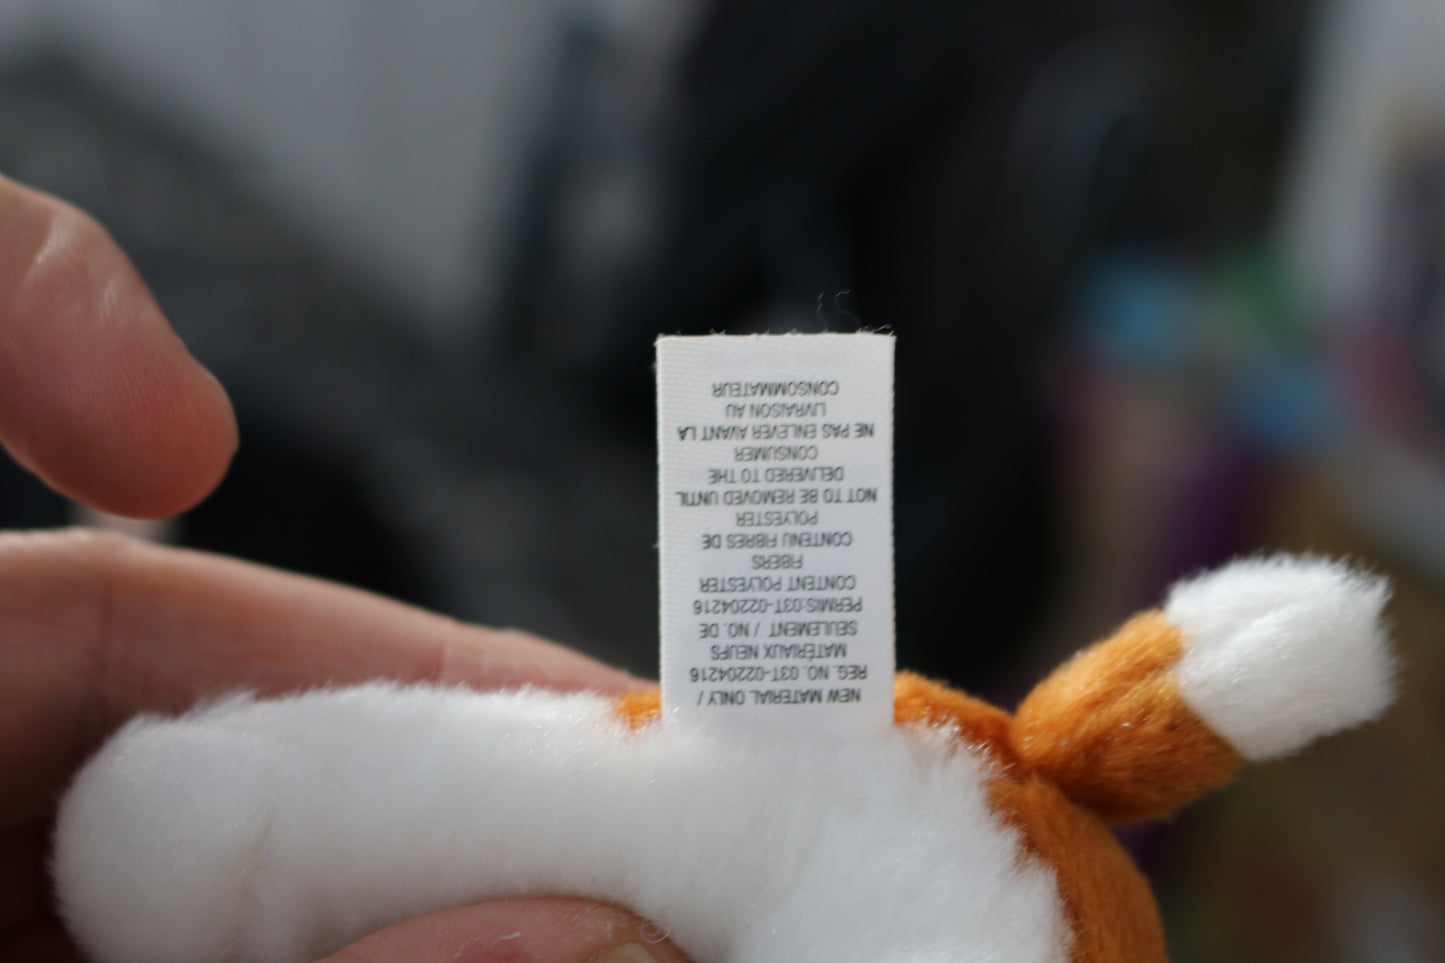 NEW MATERIAL ONLY /
REG. NO. 03T-02204216
MATÉRIAUX NEUFS
SEULEMENT / NO. DE
PERMIS:03T-02204216
CONTENT POLYESTER
FIBERS
CONTENU FIBRES DE
POLYESTER
NOT TO BE REMOVED UNTIL
DELIVERED TO THE
CONSUMER
NE PAS ENLEVER AVANT LA
LIVRAISON AU
CONSOMMATEUR